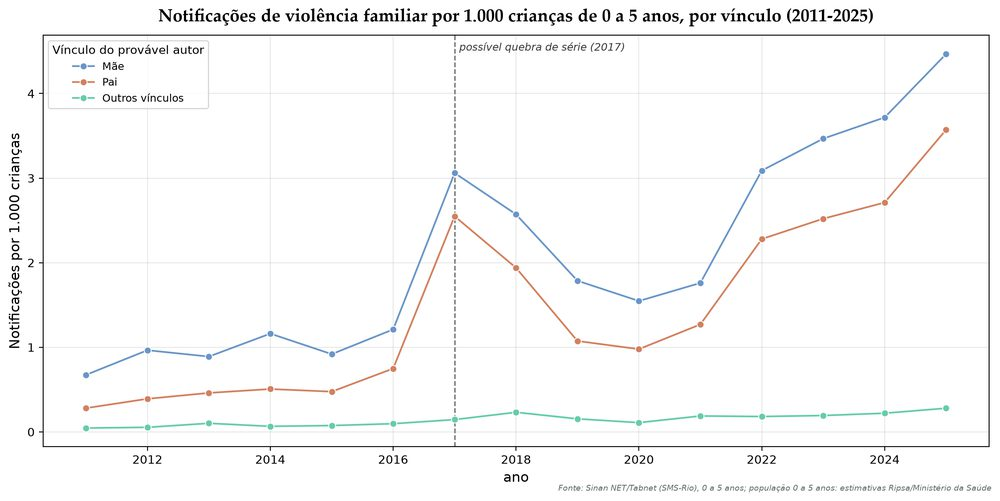 Notificações de violência familiar por 1.000 crianças de 0 a 5 anos, por vínculo (2011-2025)
Vínculo do provável autor
Mãe
Pai
Outros vínculos
possível quebra de série (2017)
Notificações por 1.000 crianças
4
3
2
1
0
2012
2014
2016
2018
2020
2022
2024
ano
Fonte: Sinan NET/Tabnet (SMS-Rio), 0 a 5 anos; população 0 a 5 anos: estimativas Ripsa/Ministério da Saúde